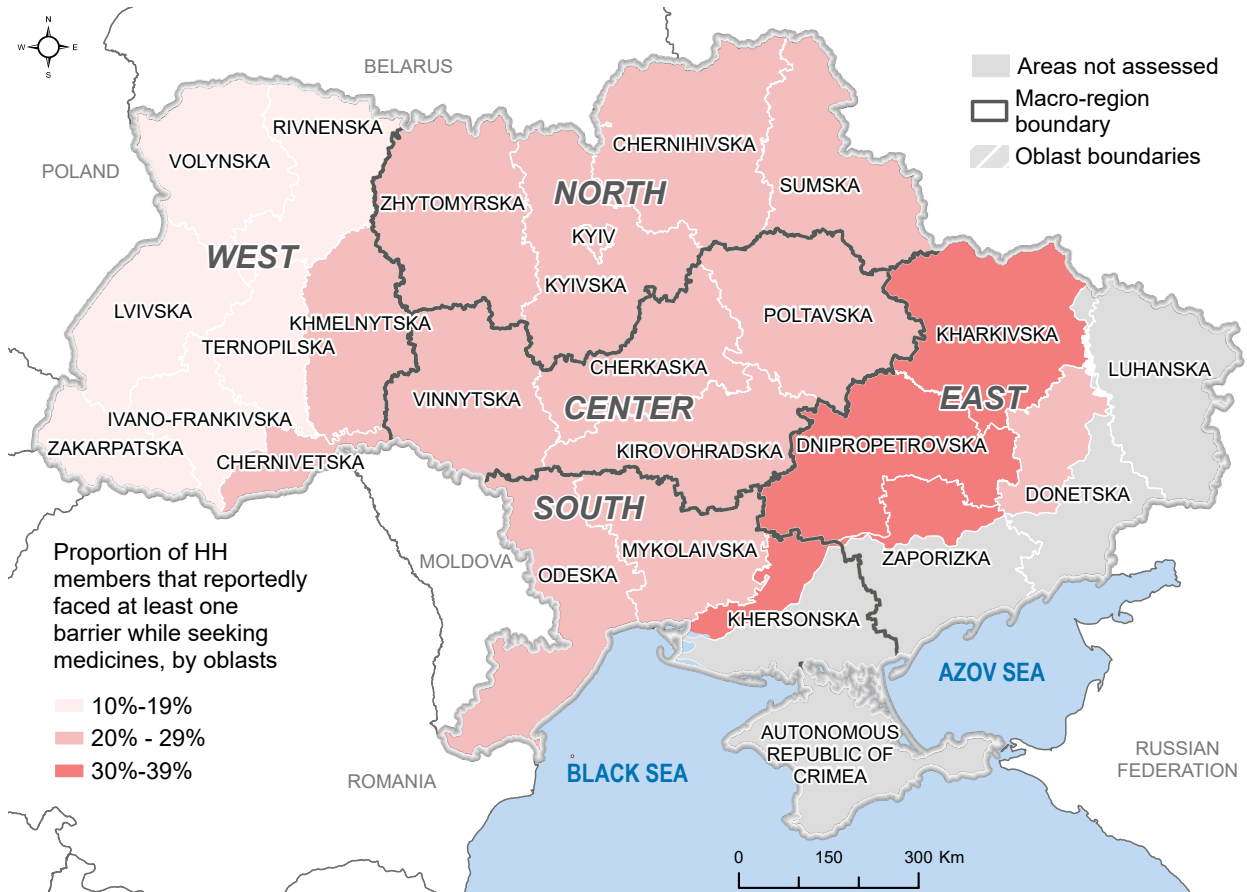 N
W
E
S
BELARUS
POLAND
Areas not assessed
Macro-region
boundary
Oblast boundaries
RIVNENSKA
VOLYNSKA
CHERNIHIVSKA
SUMSKA
ZHYTOMYRSKA
NORTH
KYIV
WEST
KYIVSKA
LVIVSKA
KHMELNYTSKA
TERNOPILSKA
POLTAVSKA
KHARKIVSKA
LUHANSKA
CHERKASKA
VINNYTSKA
CENTER
EAST
IVANO-FRANKIVSKA
ZAKARPATSKA
CHERNIVETSKA
KIROVOHRADSKA
DNIPROPETROVSKA
DONETSKA
SOUTH
MYKOLAIVSKA
ODESKA
ZAPORIZKA
KHERSONSKA
MOLDOVA
Proportion of HH
members that reportedly
faced at least one
barrier while seeking
medicines, by oblasts
10%-19%
20% - 29%
30%-39%
AZOV SEA
AUTONOMOUS
REPUBLIC OF
CRIMEA
BLACK SEA
ROMANIA
RUSSIAN
FEDERATION
0 150 300 Km